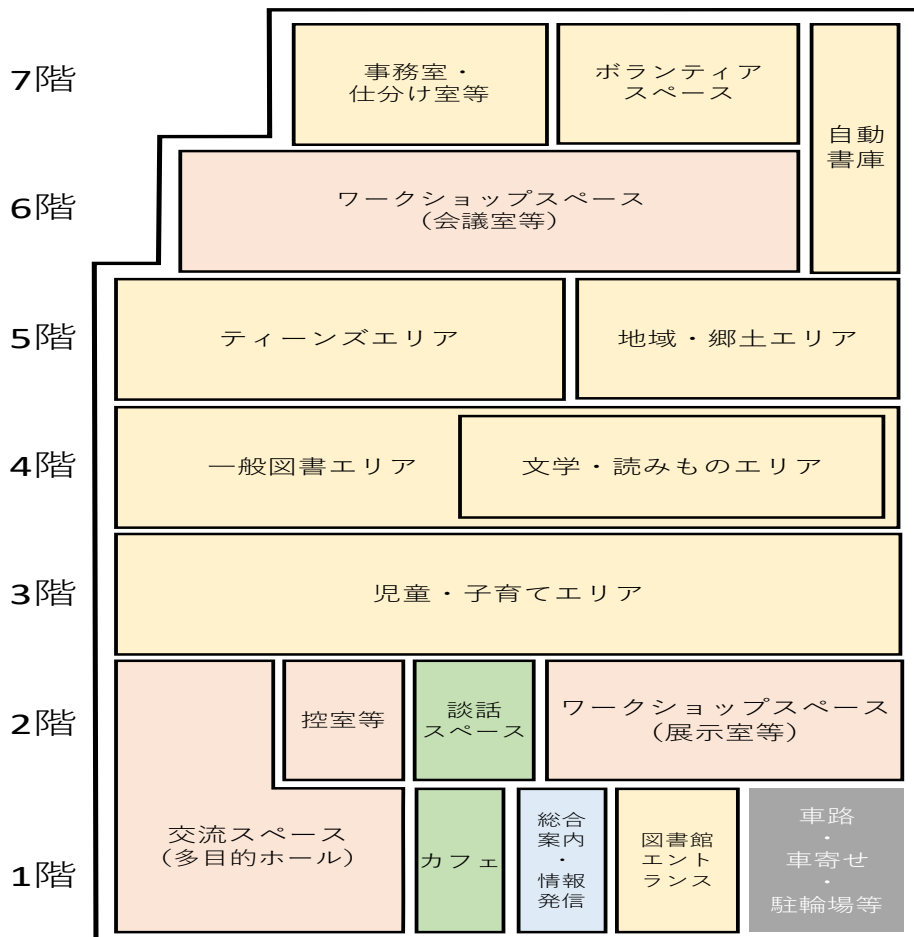 7階
事務室・
仕分け室等
ボランティア
スペース
自動
書庫
6階
ワークショップスペース
(会議室等)
5階
ティーンズエリア
地域・郷土エリア
4階
一般図書エリア
文学・読みものエリア
3階
児童・子育てエリア
2階
控室等
談話
スペース
ワークショップスペース
(展示室等)
1階
交流スペース
(多目的ホール)
カフェ
総合
案内
・
情報
発信
図書館
エント
ランス
車路
・
車寄せ
・
駐輪場等